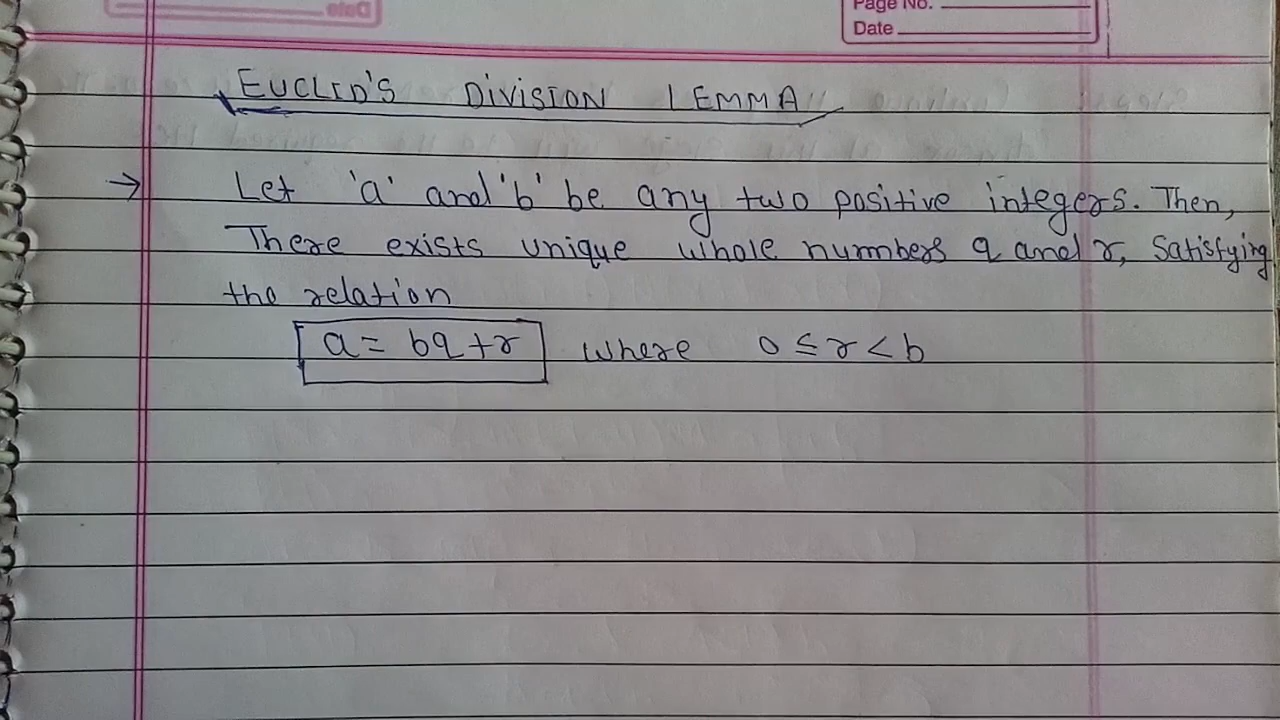 Page No.
Date
Date
EUCLID'S DIVISION LEMMA
→ Let 'a' and 'b' be any two positive integers. Then,
There exists unique whole numbers q and r, Satisfying
the relation
a = bq + r where 0 ≤ r < b